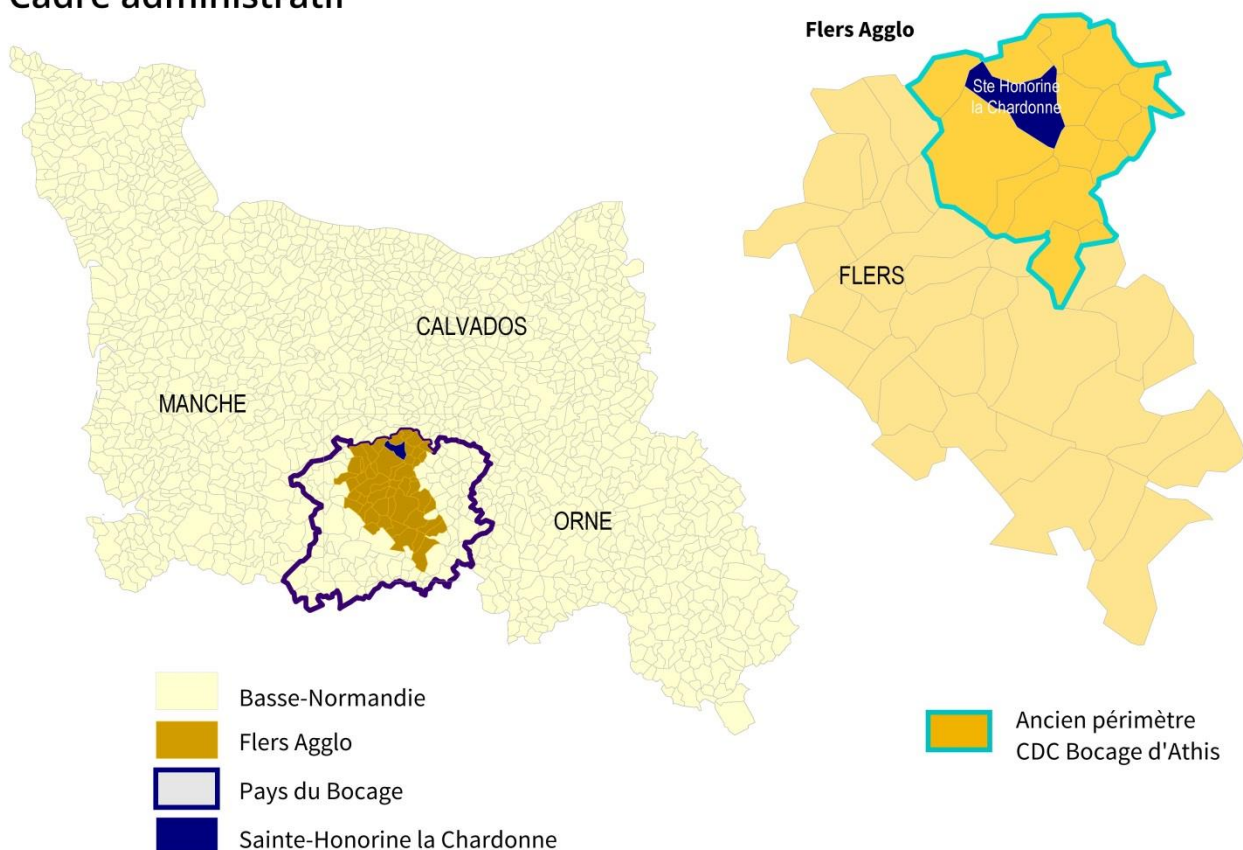 Cadre administratif
Flers Agglo
Ste Honorine
la Chardonne
FLERS
CALVADOS
MANCHE
ORNE
Basse-Normandie
Flers Agglo
Pays du Bocage
Sainte-Honorine la Chardonne
Ancien périmètre
CDC Bocage d'Athis